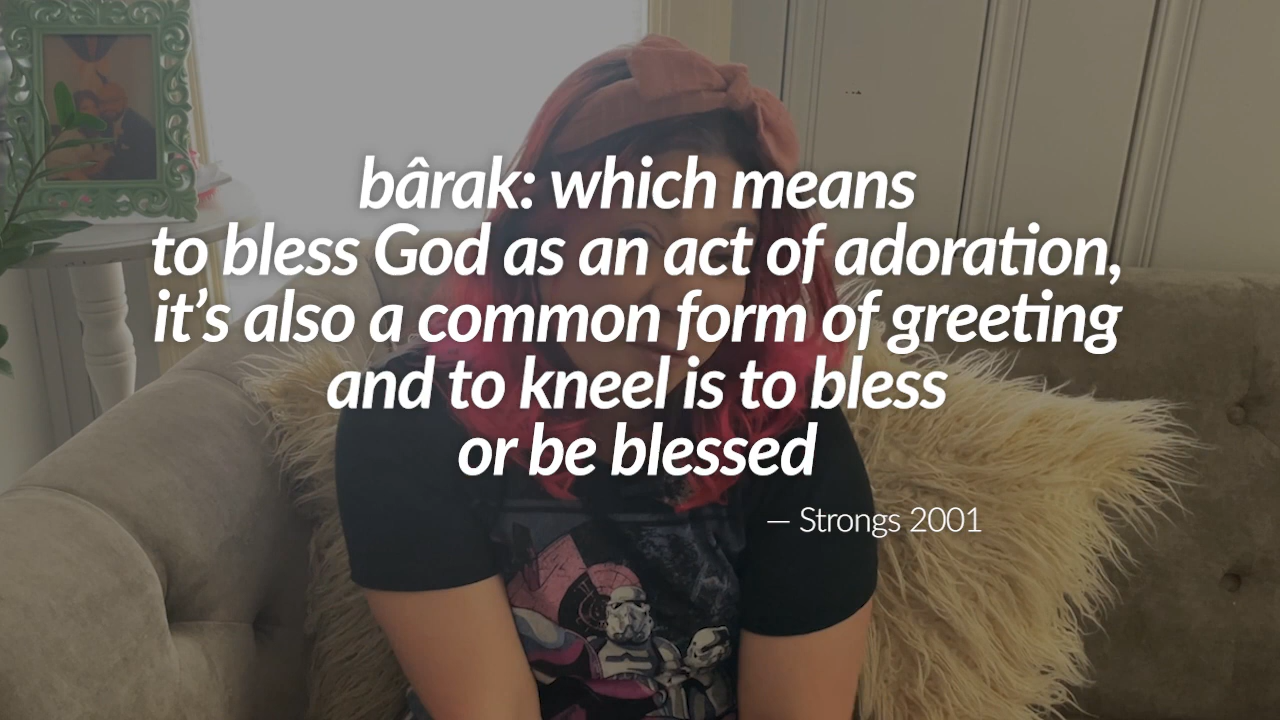 bârak: which means
to bless God as an act of adoration,
it’s also a common form of greeting
and to kneel is to bless
or be blessed
– Strongs 2001